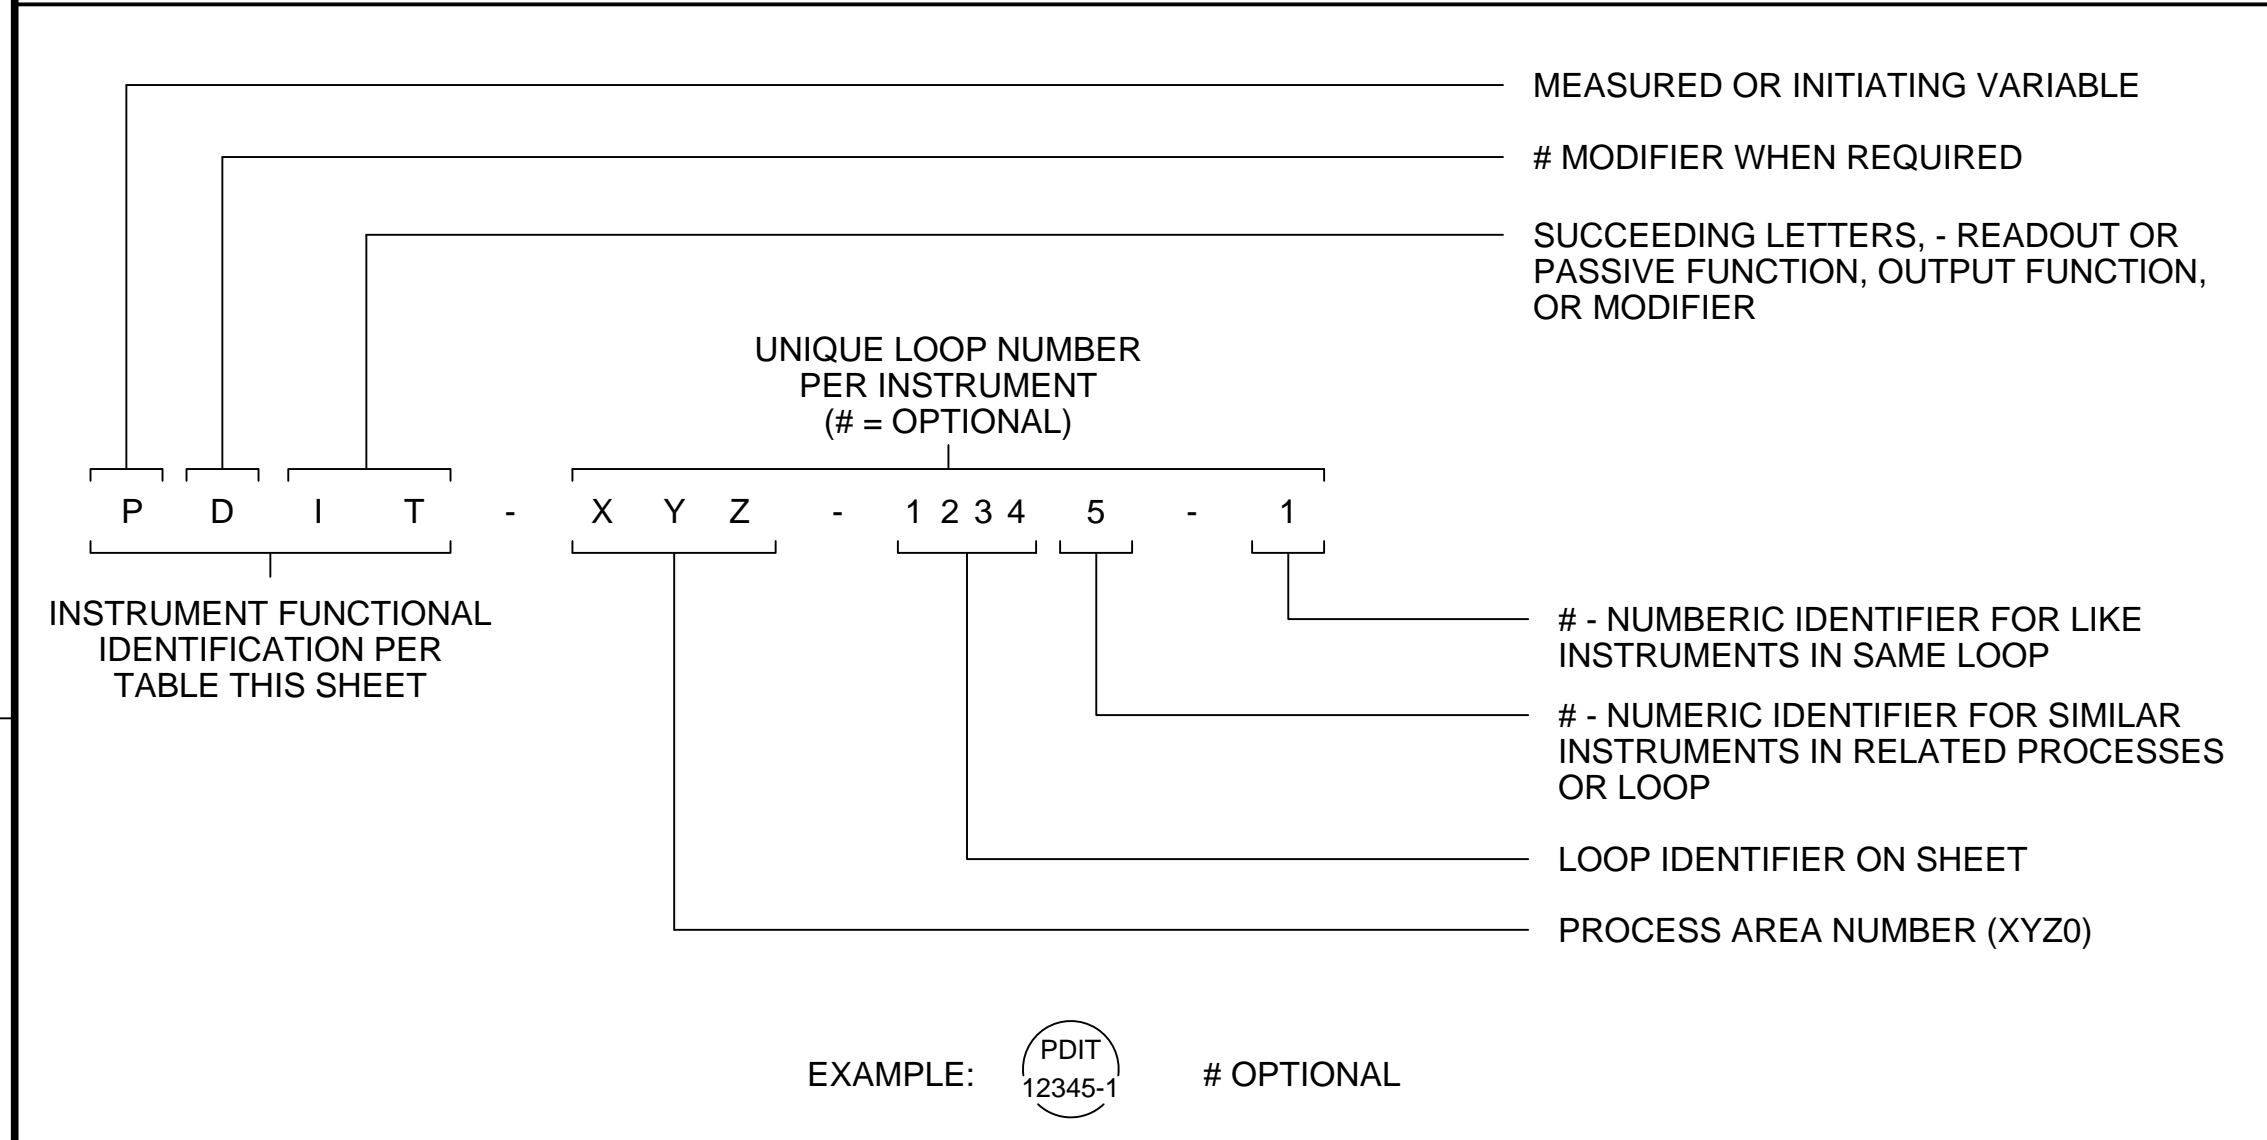 MEASURED OR INITIATING VARIABLE
# MODIFIER WHEN REQUIRED
SUCCEEDING LETTERS, - READOUT OR
PASSIVE FUNCTION, OUTPUT FUNCTION,
OR MODIFIER
UNIQUE LOOP NUMBER
PER INSTRUMENT
(# = OPTIONAL)
P D I T - X Y Z - 1 2 3 4 5 - 1
INSTRUMENT FUNCTIONAL
IDENTIFICATION PER
TABLE THIS SHEET
# - NUMBERIC IDENTIFIER FOR LIKE
INSTRUMENTS IN SAME LOOP
# - NUMERIC IDENTIFIER FOR SIMILAR
INSTRUMENTS IN RELATED PROCESSES
OR LOOP
LOOP IDENTIFIER ON SHEET
PROCESS AREA NUMBER (XYZ0)
EXAMPLE:
PDIT
12345-1
# OPTIONAL